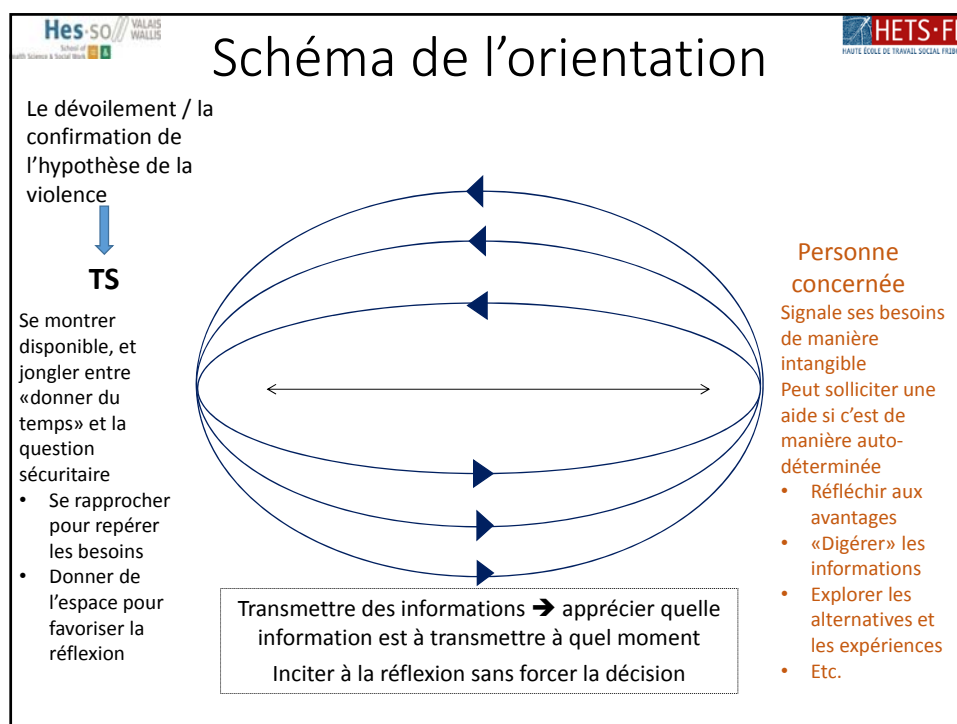 Hes·so// VALAIS
WALLIS
School of
Health Science & Social Work
HETS·F
HAUTE ÉCOLE DE TRAVAIL SOCIAL FRIB
Schéma de l'orientation
Le dévoilement / la
confirmation de
l'hypothèse de la
violence
TS
Se montrer
disponible, et
jongler entre
«donner du
temps» et la
question
sécuritaire
• Se rapprocher
pour repérer
les besoins
• Donner de
l'espace pour
favoriser la
réflexion
Transmettre des informations ➔ apprécier quelle
information est à transmettre à quel moment
Inciter à la réflexion sans forcer la décision
Personne
concernée
Signale ses besoins
de manière
intangible
Peut solliciter une
aide si c'est de
manière auto-
déterminée
• Réfléchir aux
avantages
• «Digérer» les
informations
• Explorer les
alternatives et
les expériences
• Etc.